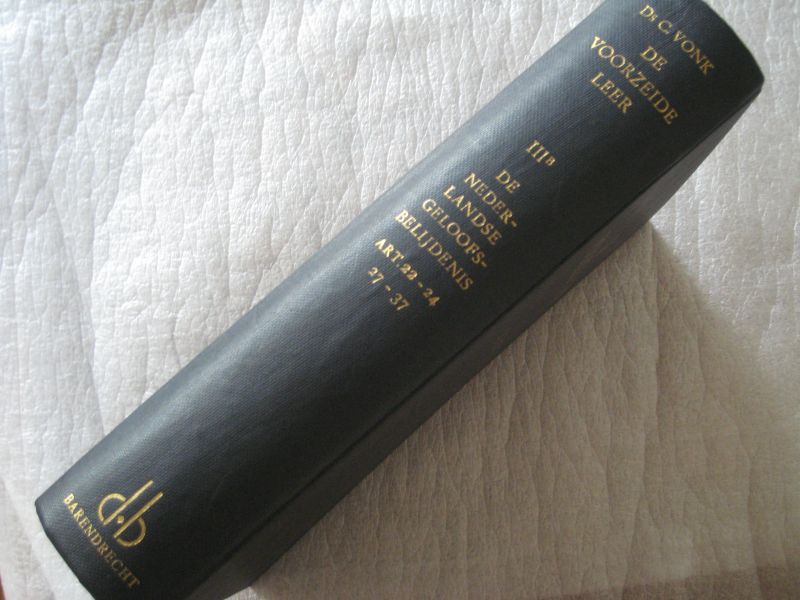 Ds C. VONK
DE
VOORZEIDE
LEER
IIIB
DE
NEDER-
LANDSE
GELOOFS-
BELIJDENIS
ART. 22-24
27-37
db
BARENDRECHT